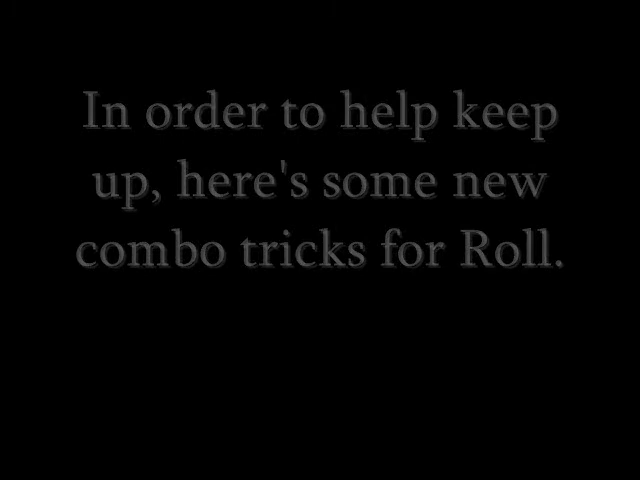 In order to help keep
up, here's some new
combo tricks for Roll.